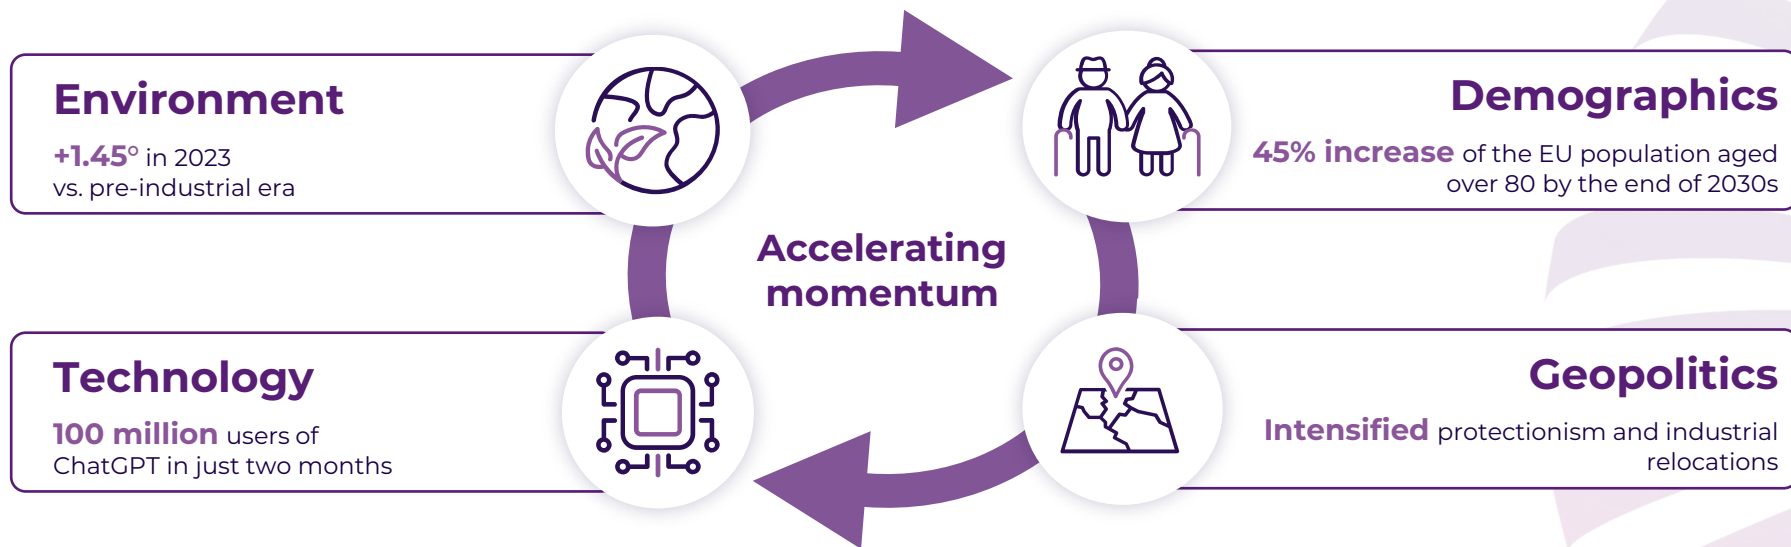 Environment
+1.45° in 2023
vs. pre-industrial era
Demographics
45% increase of the EU population aged
over 80 by the end of 2030s
Accelerating
momentum
Technology
100 million users of
ChatGPT in just two months
Geopolitics
Intensified protectionism and industrial
relocations